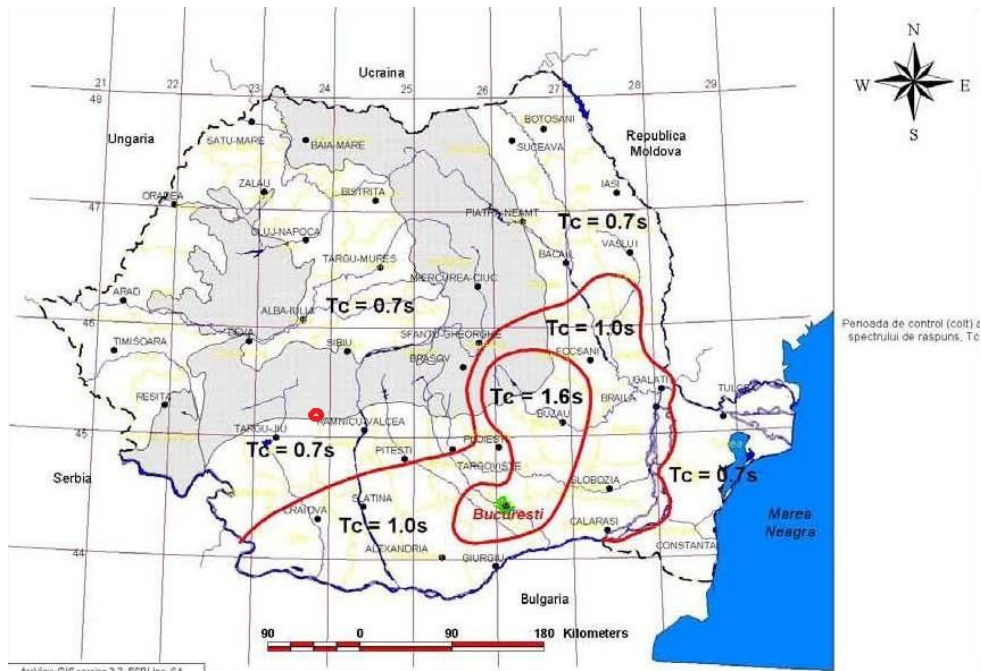 N
W E
S
Ucraina
21 22 23 24 25 26 27 28 29
48
Ungaria
Republica
Moldova
BOTOSANI
SATU-MARE
BAIA-MARE
SUCEAVA
ZALAU
BISTRITA
IASI
ORADEA
47
PIATRA-NEAMT
Tc = 0.7s
CLUJ-NAPOCA
VASLUI
BACAU
TARGU-MURES
MIERCUREA-CIUC
ARAD
ALBA-IULIA
Tc = 0.7s
46
Tc = 1.0s
Perioada de control (colt) a
spectrului de raspuns, Tc
TIMISOARA
DEVA
SIBIU
SFANTU-GHEORGHE
BRASOV
FOCSANI
RESITA
Tc = 1.6s
GALATI
TULCEA
BRAILA
BUZAU
RAMNICU-VALCEA
TARGU-JIU
45
PLOIESTI
Tc = 0.7s
PITESTI
TARGOVISTE
Serbia
Tc = 0.7s
SLOBOZIA
SLATINA
CRAIOVA
Bucuresti
Marea
Neagra
Tc = 1.0s
CALARASI
44
ALEXANDRIA
CONSTANTA
GIURGIU
Bulgaria
90 0 90 180 Kilometers